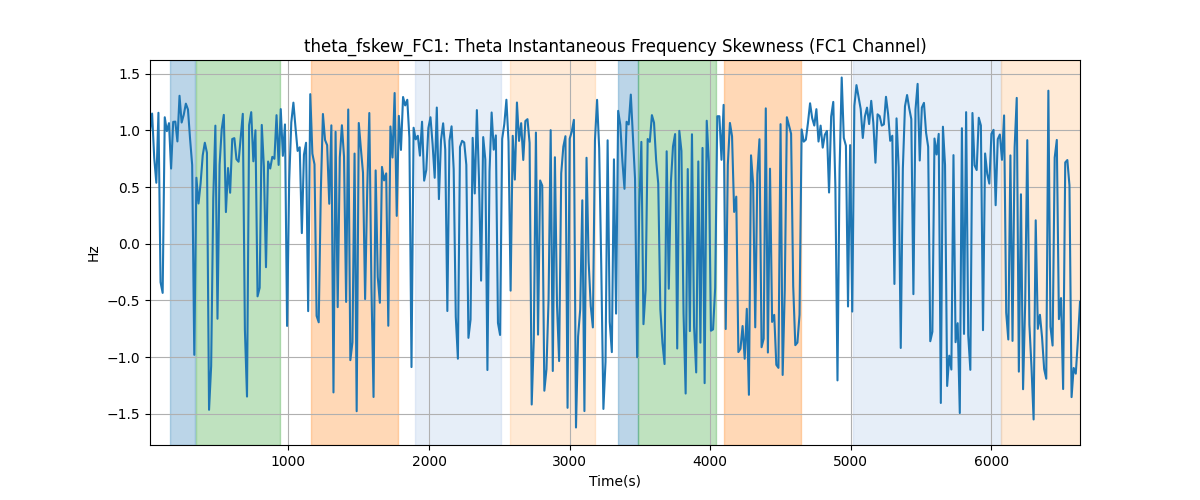 theta_fskew_FC1: Theta Instantaneous Frequency Skewness (FC1 Channel)
1.5
1.0
0.5
0.0
−0.5
−1.0
−1.5
Hz
1000 2000 3000 4000 5000 6000
Time(s)